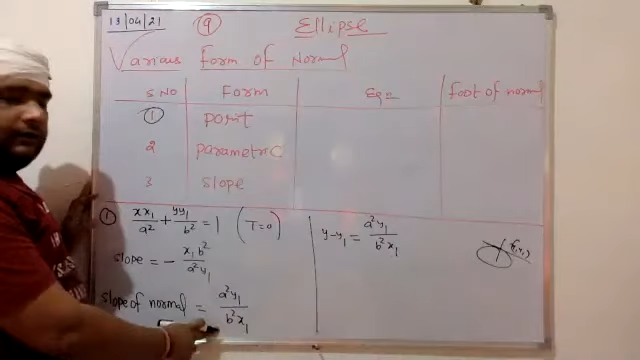 19/04/21 9 Ellipse
Various form of Normal
S.NO Form Eqn foot of normal
1 point
2 parametric
3 slope
1 xx₁/a² + yy₁/b² = 1 (T=0)
slope = - x₁b²/a²y₁
slope of normal = a²y₁/b²x₁
y-y₁ = a²y₁/b²x₁